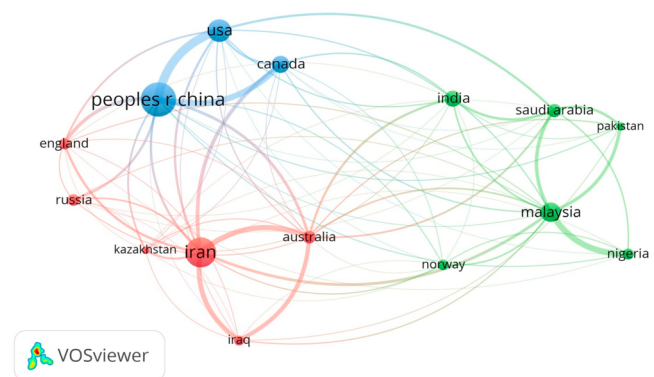 usa
canada
peoples r china
india
saudi arabia
pakistan
england
russia
malaysia
australia
kazakhstan
iran
norway
nigeria
iraq
VOSviewer